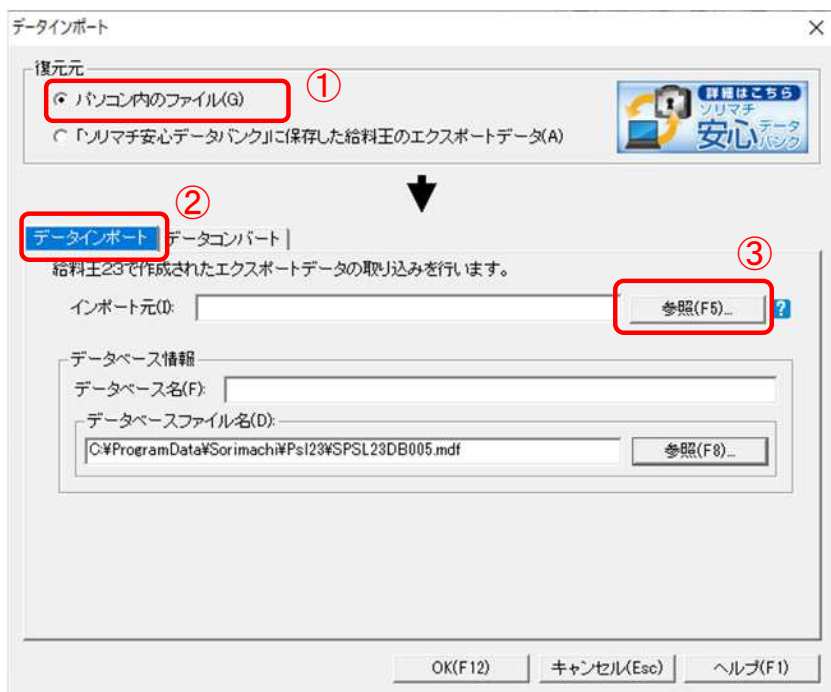 データインポート
復元元
①
パソコン内のファイル(G)
「ソリマチ安心データバンク」に保存した給料王のエクスポートデータ(A)
詳細はこちら
ソリマチ
安心データバンク
②
データインポート データコンバート
③
給料王23で作成されたエクスポートデータの取り込みを行います。
インポート元(I): 参照(F5)... ?
データベース情報
データベース名(F):
データベースファイル名(D):
C:¥ProgramData¥Sorimachi¥Psl23¥SPSL23DB005.mdf 参照(F8)...
OK(F12) キャンセル(Esc) ヘルプ(F1)